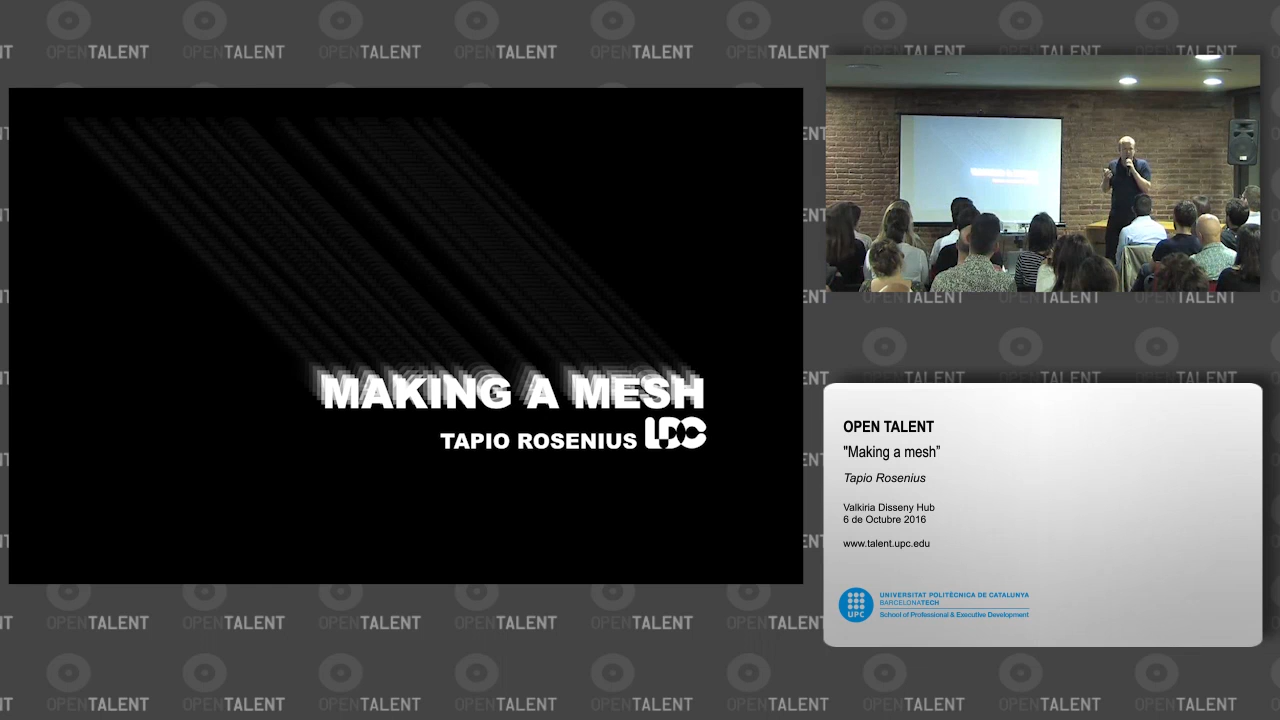 MAKING A MESH
TAPIO ROSENIUS LDC
OPEN TALENT
"Making a mesh"
Tapio Rosenius
Valkiria Disseny Hub
6 de Octubre 2016
www.talent.upc.edu
UPC
UNIVERSITAT POLITÈCNICA DE CATALUNYA
BARCELONATECH
School of Professional & Executive Development
OPENTALENT